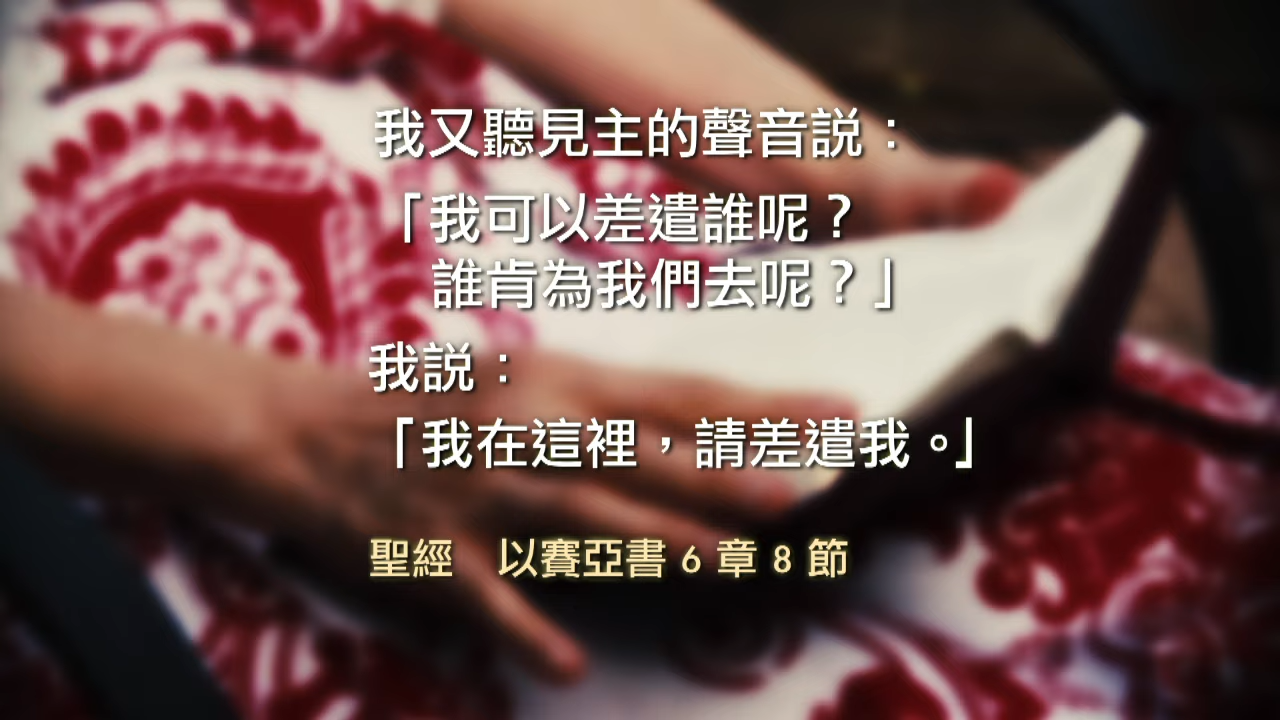 我又聽見主的聲音説：
「我可以差遣誰呢？
誰肯為我們去呢？」
我説：
「我在這裡，請差遣我。」
聖經　以賽亞書 6 章 8 節